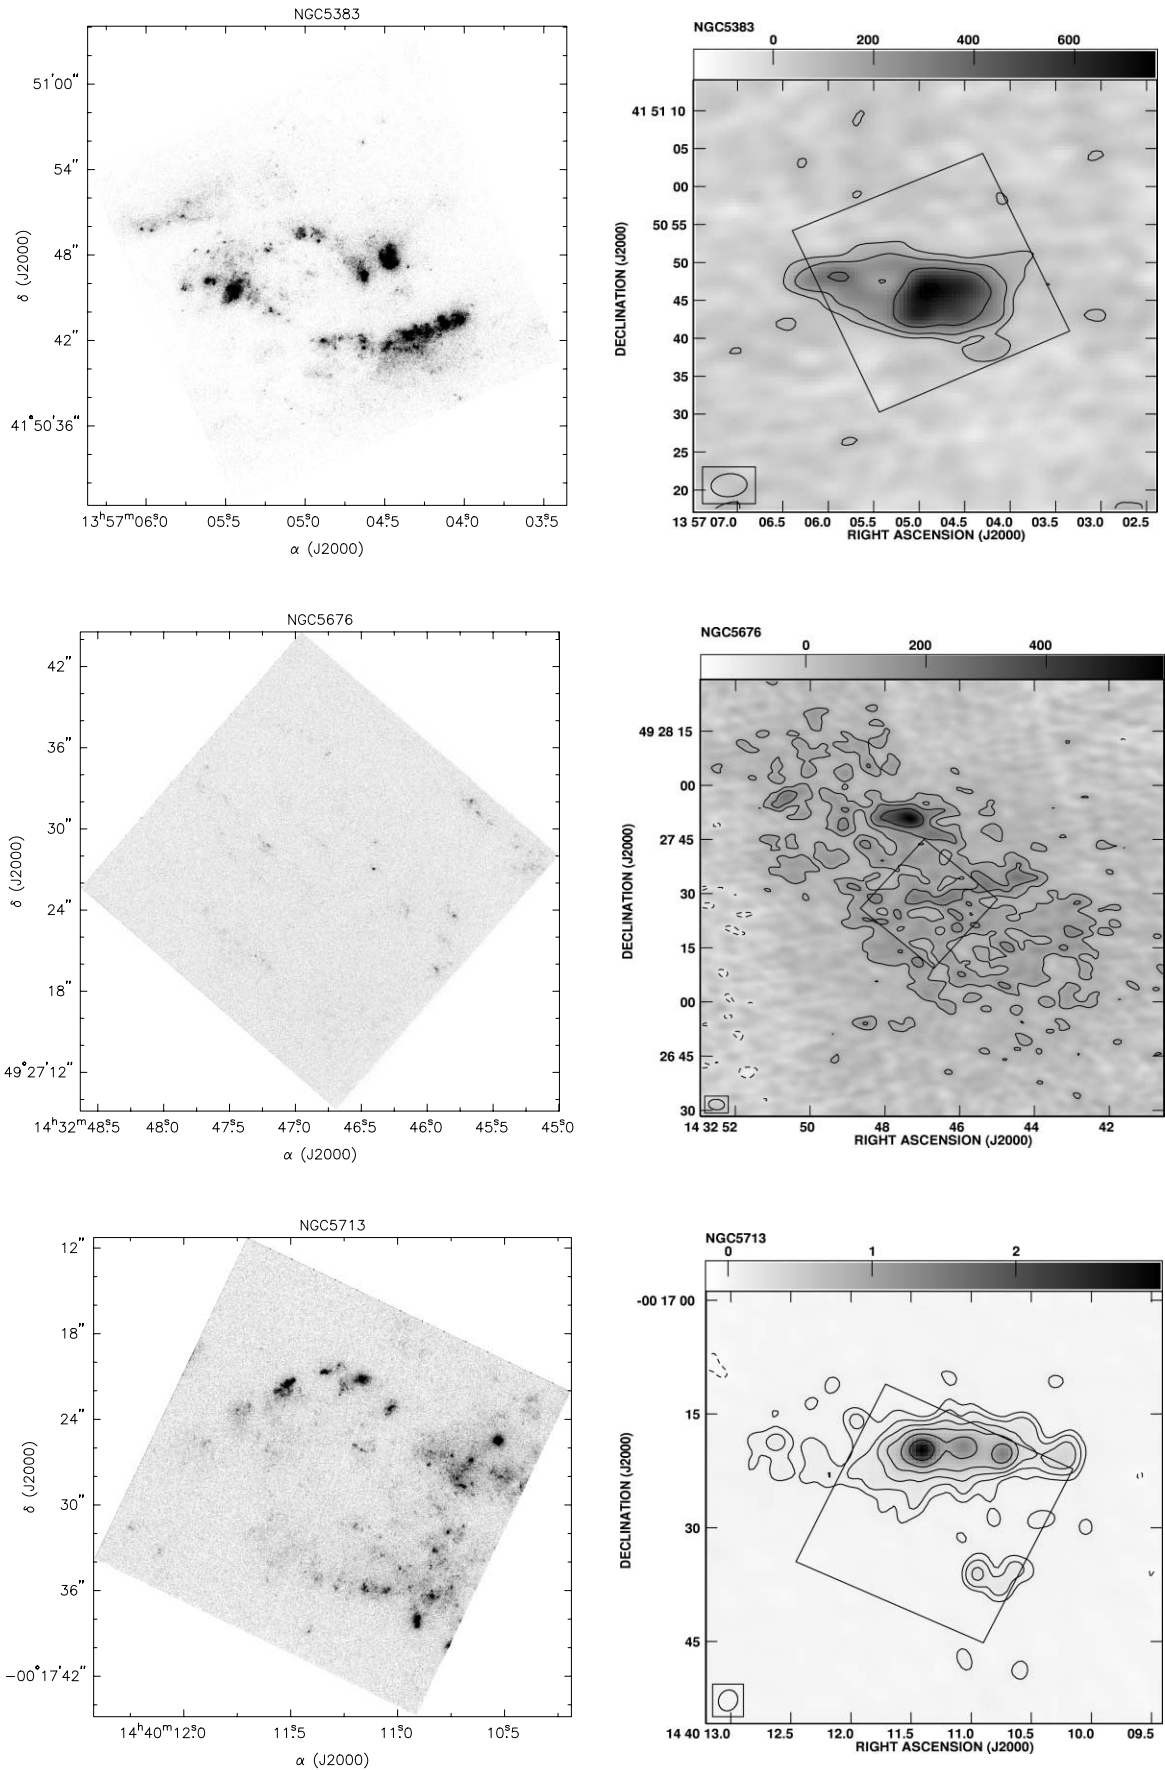 NGC5383
51'00"
54"
48"
42"
41°50'36"
δ (J2000)
13ʰ57ᵐ06ˢ.0 05ˢ.5 05ˢ.0 04ˢ.5 04ˢ.0 03ˢ.5
α (J2000)
NGC5383
0 200 400 600
41 51 10
05
00
50 55
50
45
40
35
30
25
20
DECLINATION (J2000)
13 57 07.0 06.5 06.0 05.5 05.0 04.5 04.0 03.5 03.0 02.5
RIGHT ASCENSION (J2000)
NGC5676
42"
36"
30"
24"
18"
49°27'12"
δ (J2000)
14ʰ32ᵐ48ˢ.5 48ˢ.0 47ˢ.5 47ˢ.0 46ˢ.5 46ˢ.0 45ˢ.5 45ˢ.0
α (J2000)
NGC5676
0 200 400
49 28 15
00
27 45
30
15
00
26 45
30
DECLINATION (J2000)
14 32 52 50 48 46 44 42
RIGHT ASCENSION (J2000)
NGC5713
12"
18"
24"
30"
36"
−00°17'42"
δ (J2000)
14ʰ40ᵐ12ˢ.0 11ˢ.5 11ˢ.0 10ˢ.5
α (J2000)
NGC5713
0 1 2
-00 17 00
15
30
45
DECLINATION (J2000)
14 40 13.0 12.5 12.0 11.5 11.0 10.5 10.0 09.5
RIGHT ASCENSION (J2000)